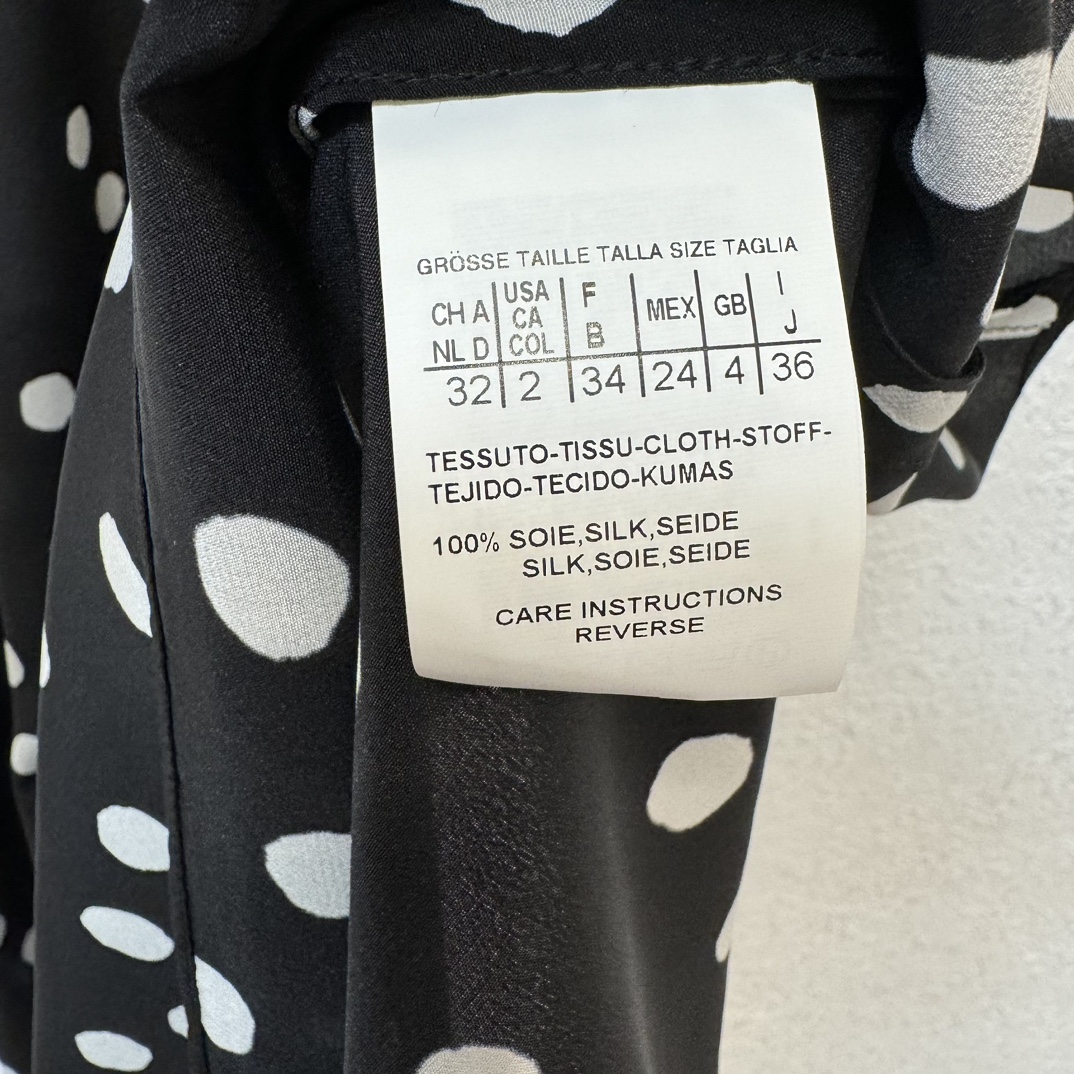 GRÖSSE TAILLE TALLA SIZE TAGLIA
CH A USA F MEX GB I
NL D CA B J
COL
32 2 34 24 4 36
TESSUTO-TISSU-CLOTH-STOFF-
TEJIDO-TECIDO-KUMAS
100% SOIE,SILK,SEIDE
SILK,SOIE,SEIDE
CARE INSTRUCTIONS
REVERSE